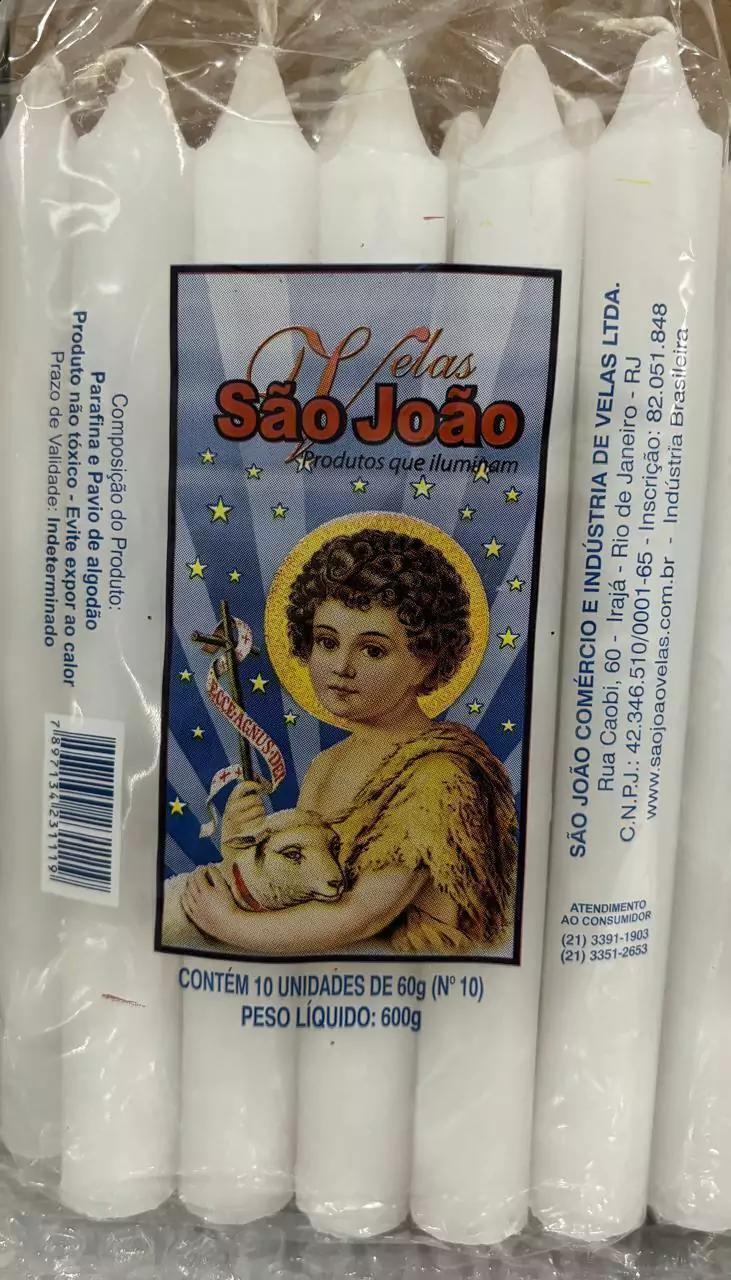 Velas
São João
Produtos que iluminam
ECCE·AGNUS·DEI
CONTÉM 10 UNIDADES DE 60g (Nº 10)
PESO LÍQUIDO: 600g
Composição do Produto:
Parafina e Pavio de algodão
Produto não tóxico - Evite expor ao calor
Prazo de Validade: Indeterminado
7 897134 231119
SÃO JOÃO COMÉRCIO E INDÚSTRIA DE VELAS LTDA.
Rua Caobi, 60 - Irajá - Rio de Janeiro - RJ
C.N.P.J.: 42.346.510/0001-65 - Inscrição: 82.051.848
www.saojoaovelas.com.br - Indústria Brasileira
ATENDIMENTO
AO CONSUMIDOR
(21) 3391-1903
(21) 3351-2653